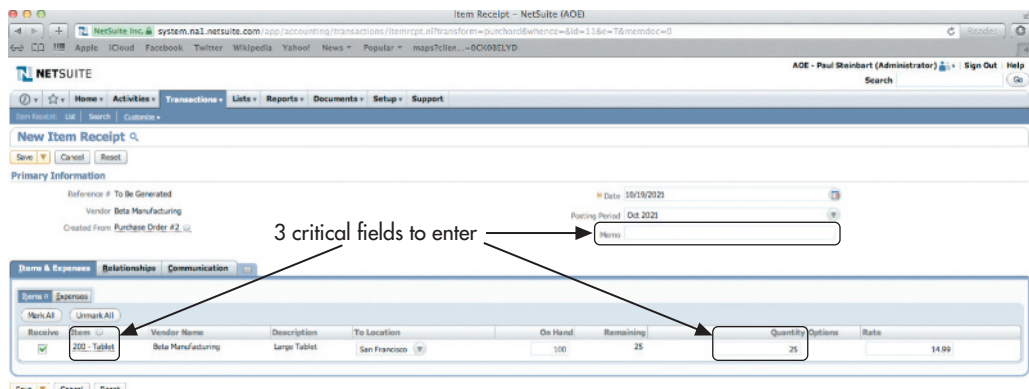 Item Receipt – NetSuite (AOE)
NetSuite Inc. system.na1.netsuite.com/app/accounting/transactions/itemrcpt.nl?transform=purchord&whence=&id=11&e=T&memdoc=0 Reader
Apple iCloud Facebook Twitter Wikipedia Yahoo! News Popular maps?clien...
NETSUITE
AOE - Paul Steinbart (Administrator) Sign Out Help
Search Go
Home Activities Transactions Lists Reports Documents Setup Support
Item Receipt: List Search Customize
New Item Receipt
Save Cancel Reset
Primary Information
Reference # To Be Generated
Date 10/19/2021
Vendor Beta Manufacturing
Posting Period Oct 2021
Created From Purchase Order #2
Memo
3 critical fields to enter
Items & Expenses Relationships Communication
Items Expenses
Mark All Unmark All
Receive Item Vendor Name Description To Location On Hand Remaining Quantity Options Rate
200 - Tablet Beta Manufacturing Large Tablet San Francisco 100 25 25 14.99
Save Cancel Reset